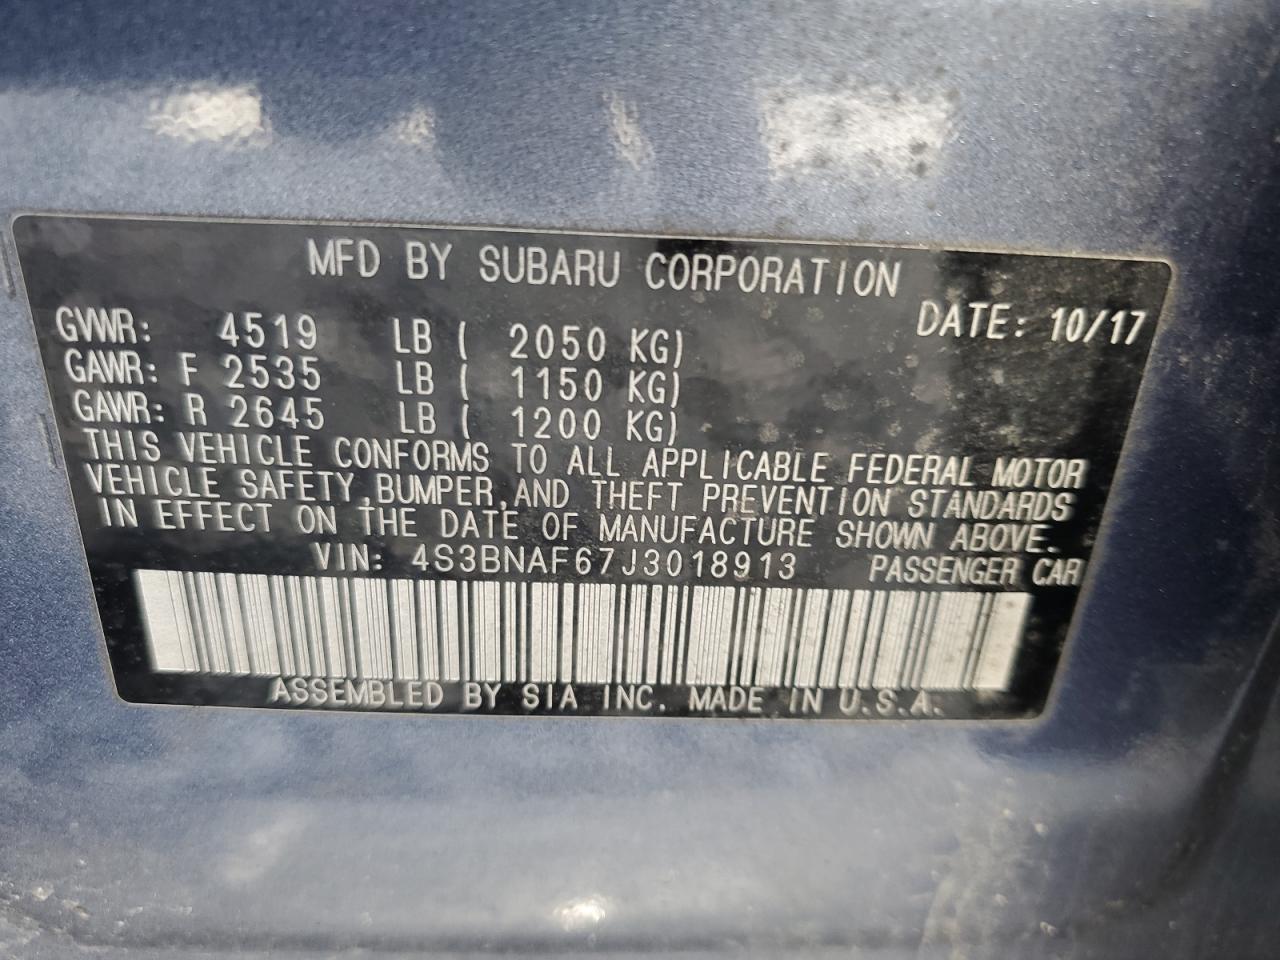 MFD BY SUBARU CORPORATION
DATE: 10/17
GVWR: 4519 LB ( 2050 KG)
GAWR: F 2535 LB ( 1150 KG)
GAWR: R 2645 LB ( 1200 KG)
THIS VEHICLE CONFORMS TO ALL APPLICABLE FEDERAL MOTOR
VEHICLE SAFETY,BUMPER,AND THEFT PREVENTION STANDARDS
IN EFFECT ON THE DATE OF MANUFACTURE SHOWN ABOVE.
VIN: 4S3BNAF67J3018913 PASSENGER CAR
ASSEMBLED BY SIA INC. MADE IN U.S.A.